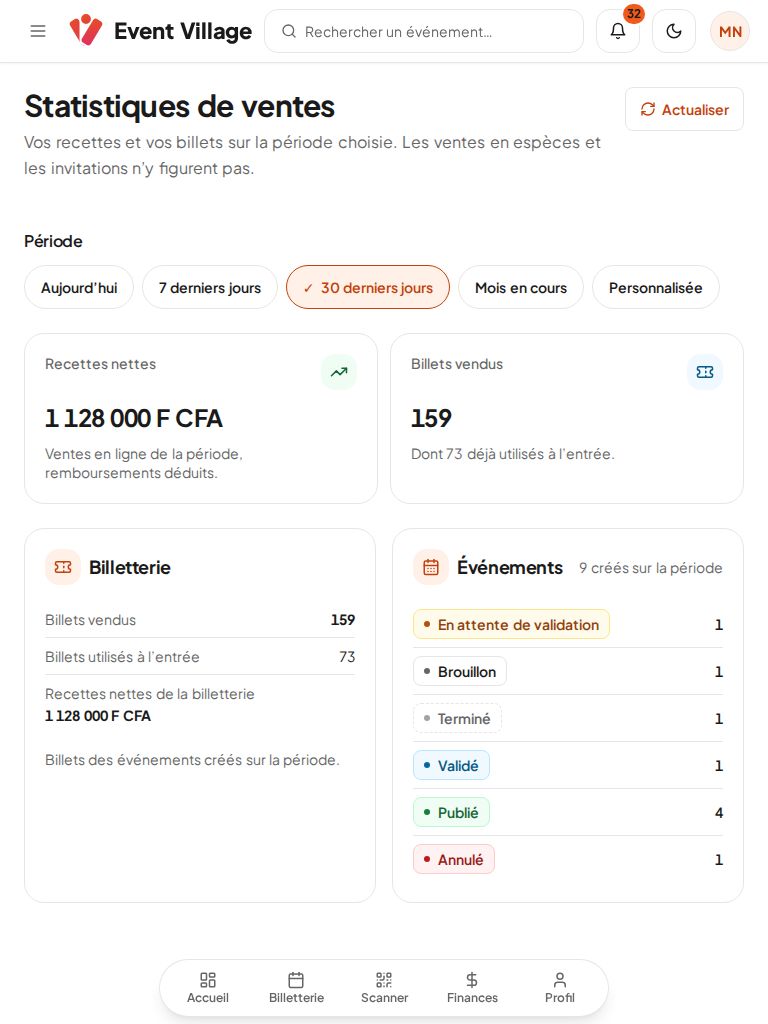 Event Village
Rechercher un événement...
32
MN
Statistiques de ventes
Actualiser
Vos recettes et vos billets sur la période choisie. Les ventes en espèces et
les invitations n'y figurent pas.
Période
Aujourd'hui
7 derniers jours
✓ 30 derniers jours
Mois en cours
Personnalisée
Recettes nettes
1 128 000 F CFA
Ventes en ligne de la période,
remboursements déduits.
Billets vendus
159
Dont 73 déjà utilisés à l'entrée.
Billetterie
Billets vendus 159
Billets utilisés à l'entrée 73
Recettes nettes de la billetterie
1 128 000 F CFA
Billets des événements créés sur la période.
Événements 9 créés sur la période
En attente de validation 1
Brouillon 1
Terminé 1
Validé 1
Publié 4
Annulé 1
Accueil
Billetterie
Scanner
Finances
Profil